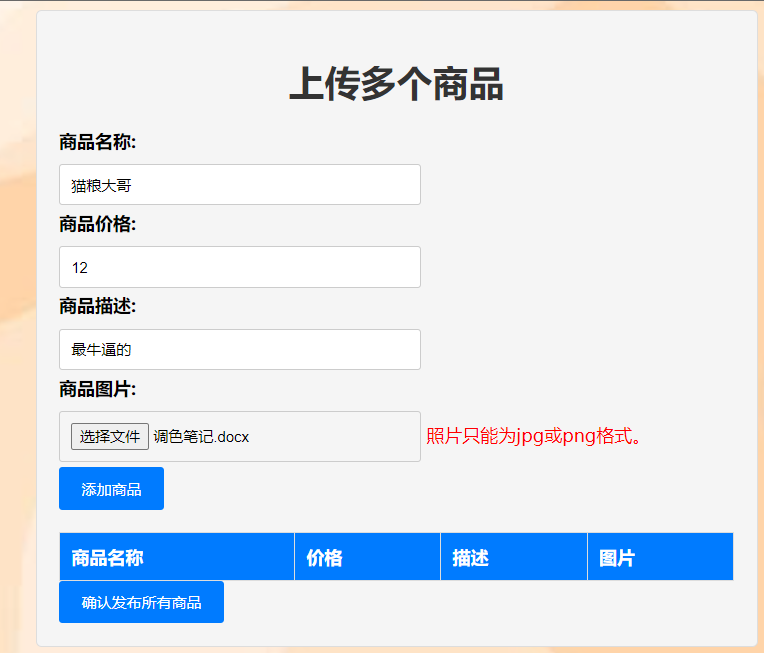 上传多个商品
商品名称:
猫粮大哥
商品价格:
12
商品描述:
最牛逼的
商品图片:
选择文件 调色笔记.docx 照片只能为jpg或png格式。
添加商品
商品名称 价格 描述 图片
确认发布所有商品